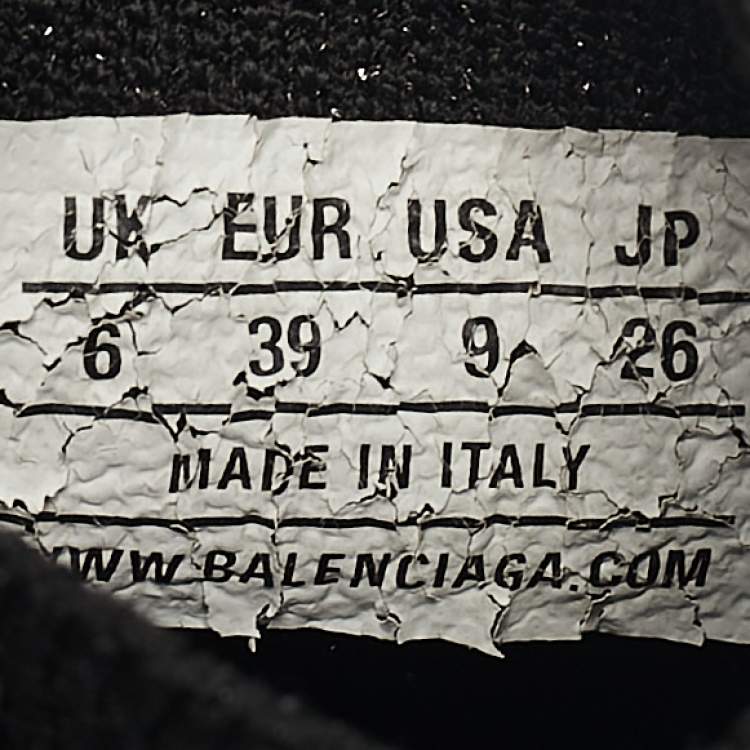 UK EUR USA JP
6 39 9 26
MADE IN ITALY
WWW.BALENCIAGA.COM